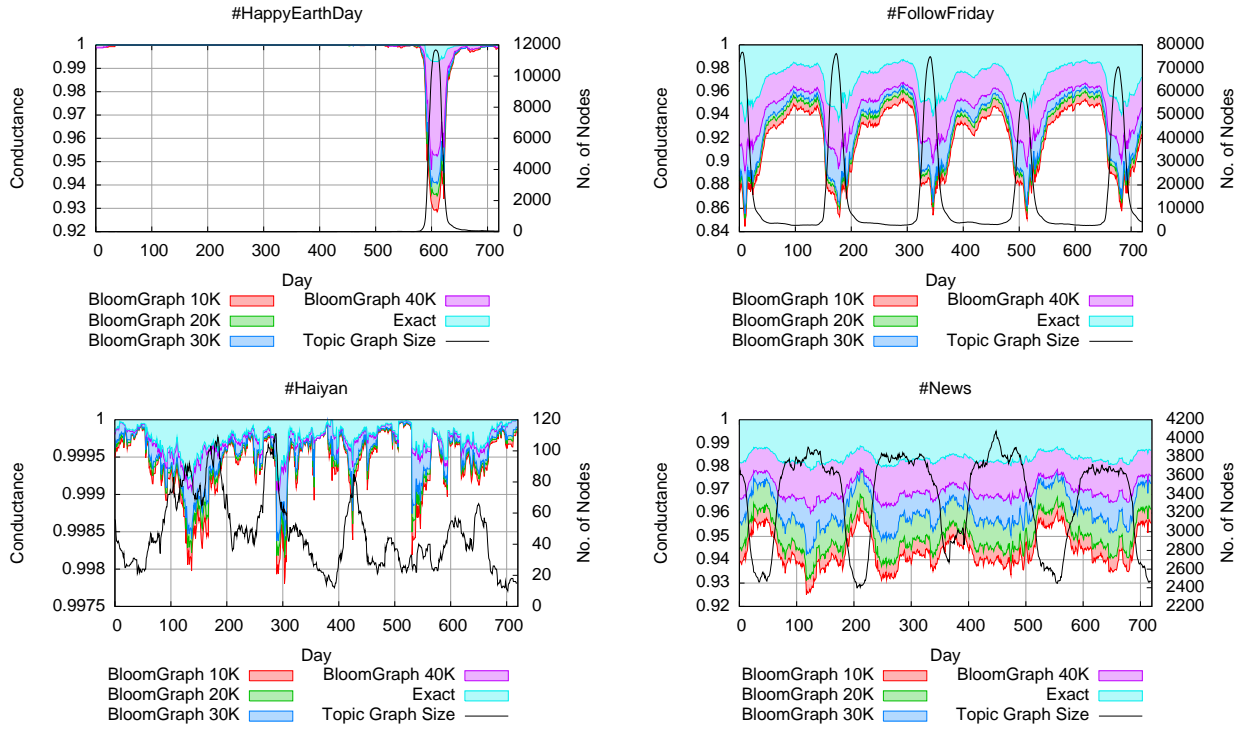 #HappyEarthDay
1
0.99
0.98
0.97
0.96
0.95
0.94
0.93
0.92
Conductance
12000
10000
8000
6000
4000
2000
0
No. of Nodes
0 100 200 300 400 500 600 700
Day
BloomGraph 10K BloomGraph 40K
BloomGraph 20K Exact
BloomGraph 30K Topic Graph Size
#FollowFriday
1
0.98
0.96
0.94
0.92
0.9
0.88
0.86
0.84
Conductance
80000
70000
60000
50000
40000
30000
20000
10000
0
No. of Nodes
0 100 200 300 400 500 600 700
Day
BloomGraph 10K BloomGraph 40K
BloomGraph 20K Exact
BloomGraph 30K Topic Graph Size
#Haiyan
1
0.9995
0.999
0.9985
0.998
0.9975
Conductance
120
100
80
60
40
20
0
No. of Nodes
0 100 200 300 400 500 600 700
Day
BloomGraph 10K BloomGraph 40K
BloomGraph 20K Exact
BloomGraph 30K Topic Graph Size
#News
1
0.99
0.98
0.97
0.96
0.95
0.94
0.93
0.92
Conductance
4200
4000
3800
3600
3400
3200
3000
2800
2600
2400
2200
No. of Nodes
0 100 200 300 400 500 600 700
Day
BloomGraph 10K BloomGraph 40K
BloomGraph 20K Exact
BloomGraph 30K Topic Graph Size